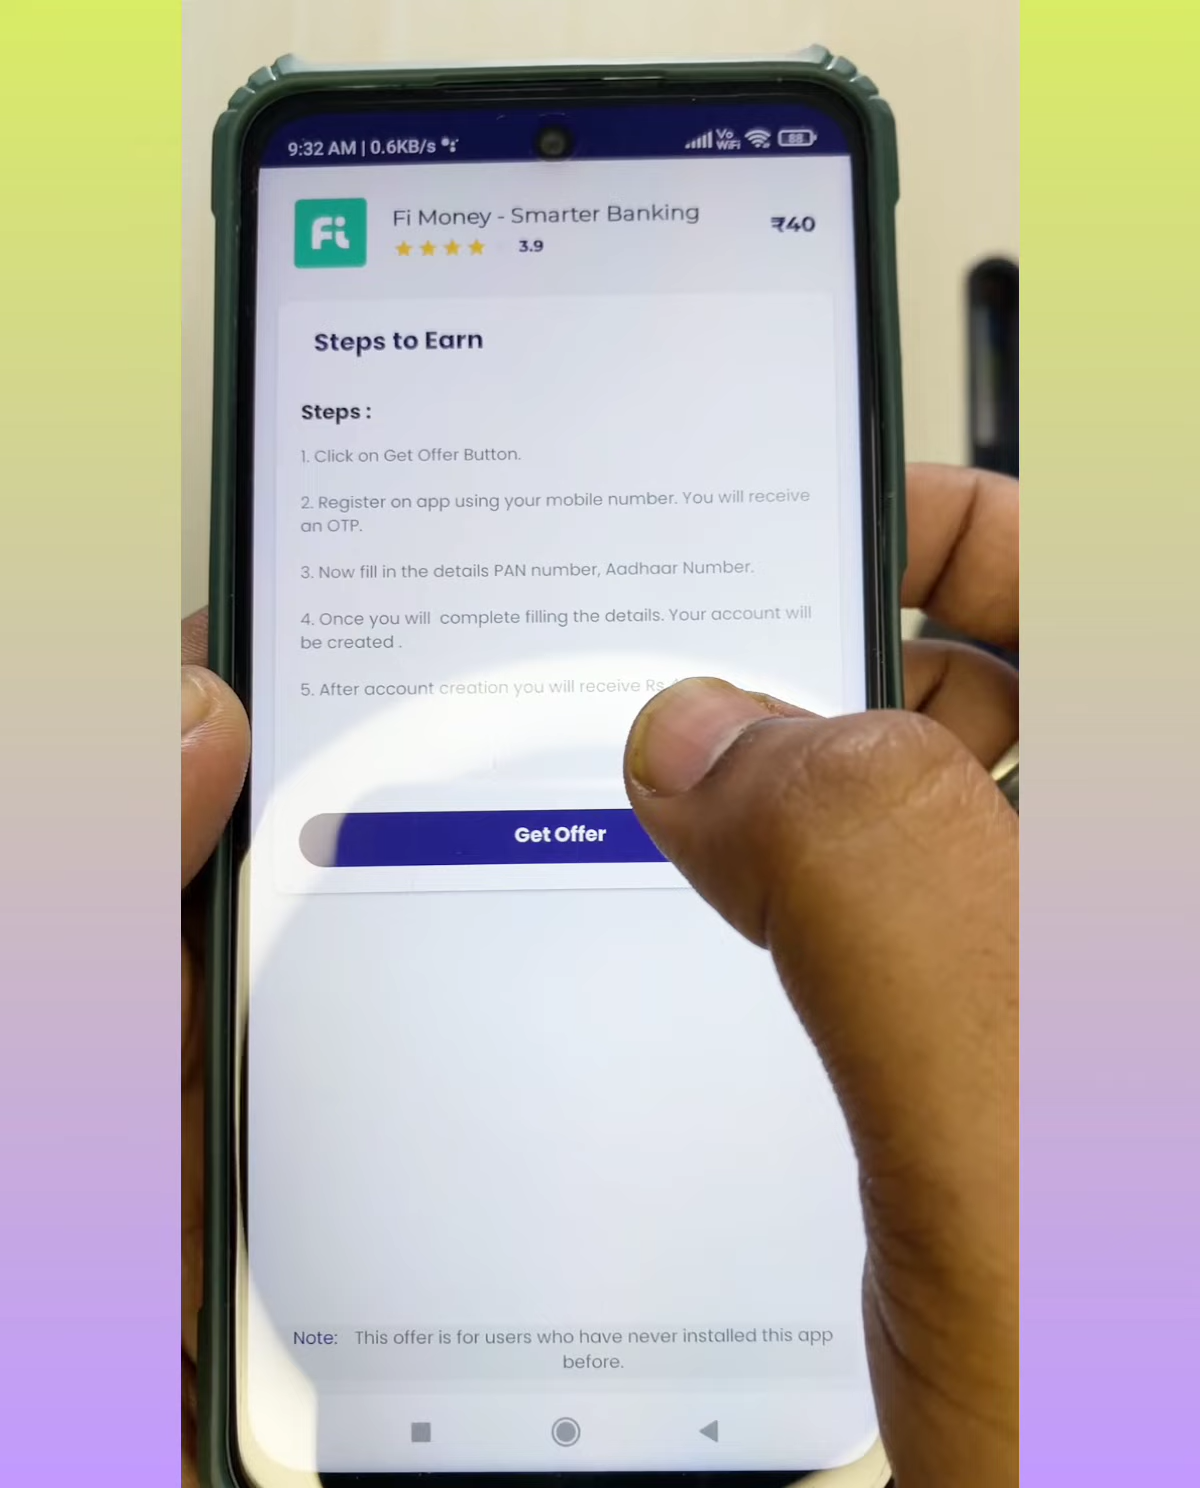 9:32 AM | 0.6KB/s
Vo
WiFi
88
Fi
Fi Money - Smarter Banking
₹40
3.9
Steps to Earn
Steps :
1. Click on Get Offer Button.
2. Register on app using your mobile number. You will receive
an OTP.
3. Now fill in the details PAN number, Aadhaar Number.
4. Once you will complete filling the details. Your account will
be created .
5. After account creation you will receive Rs
Get Offer
Note: This offer is for users who have never installed this app
before.